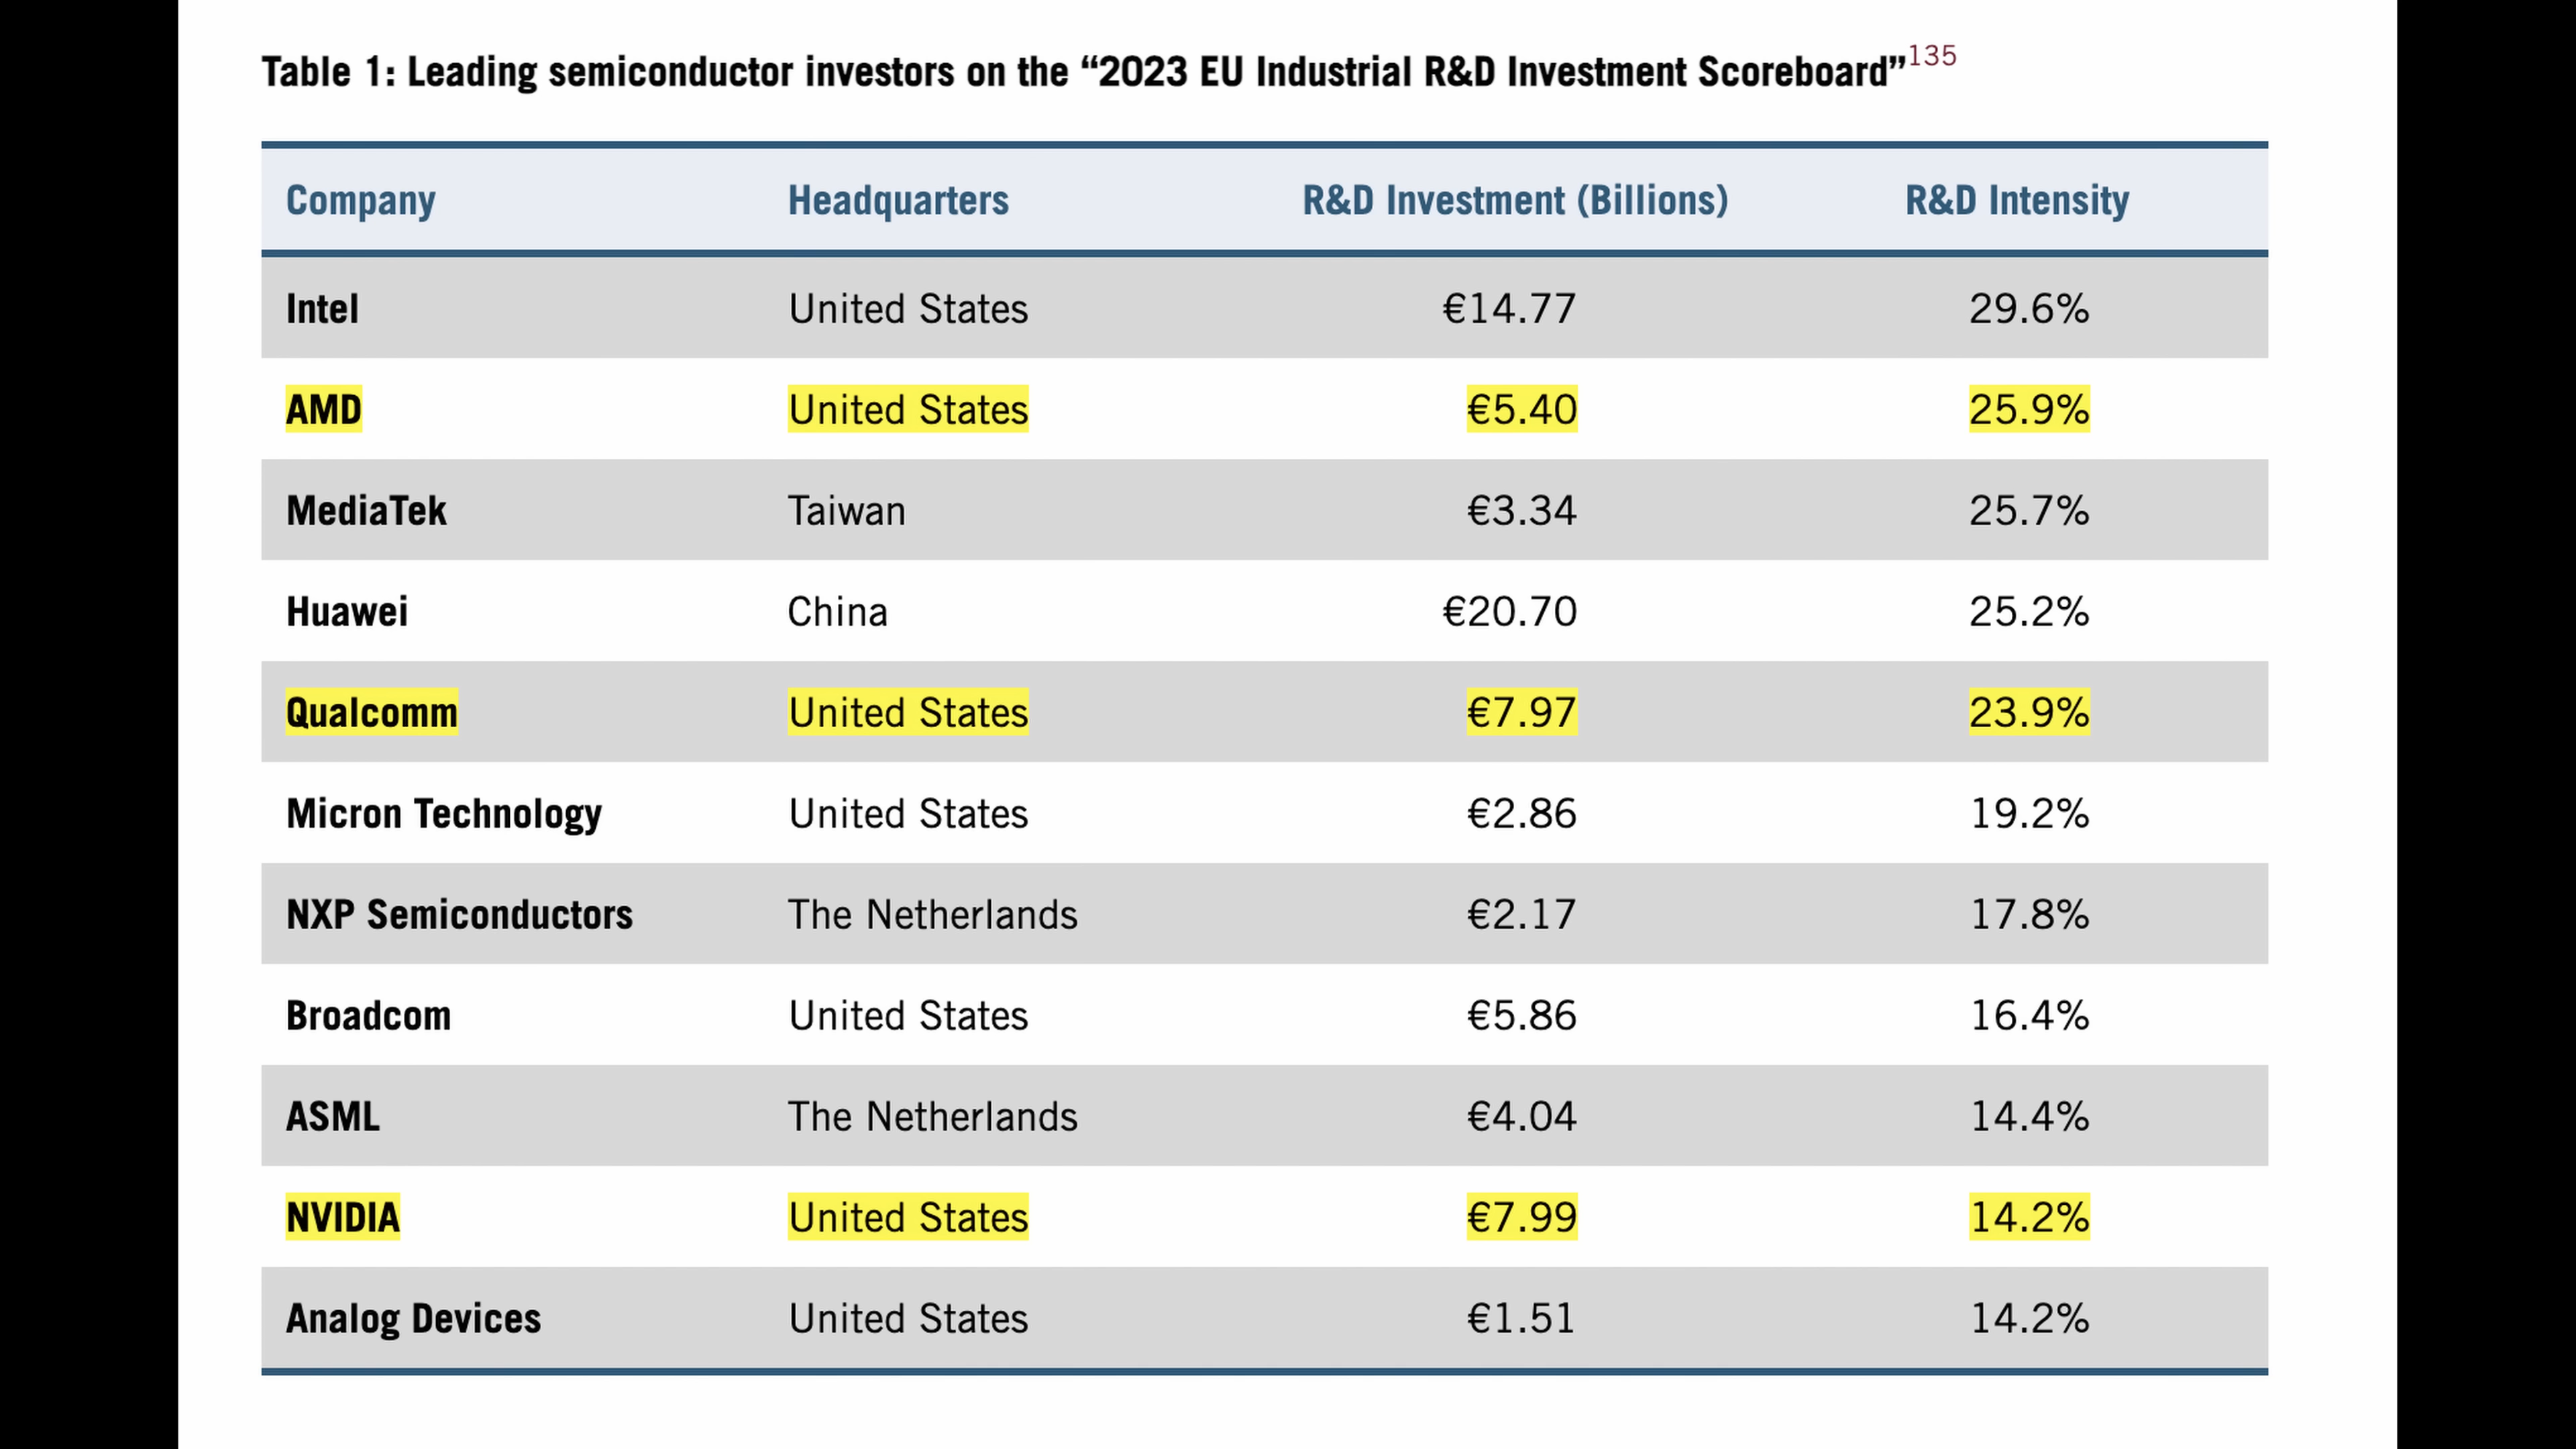 Table 1: Leading semiconductor investors on the “2023 EU Industrial R&D Investment Scoreboard”135
Company Headquarters R&D Investment (Billions) R&D Intensity
Intel United States €14.77 29.6%
AMD United States €5.40 25.9%
MediaTek Taiwan €3.34 25.7%
Huawei China €20.70 25.2%
Qualcomm United States €7.97 23.9%
Micron Technology United States €2.86 19.2%
NXP Semiconductors The Netherlands €2.17 17.8%
Broadcom United States €5.86 16.4%
ASML The Netherlands €4.04 14.4%
NVIDIA United States €7.99 14.2%
Analog Devices United States €1.51 14.2%